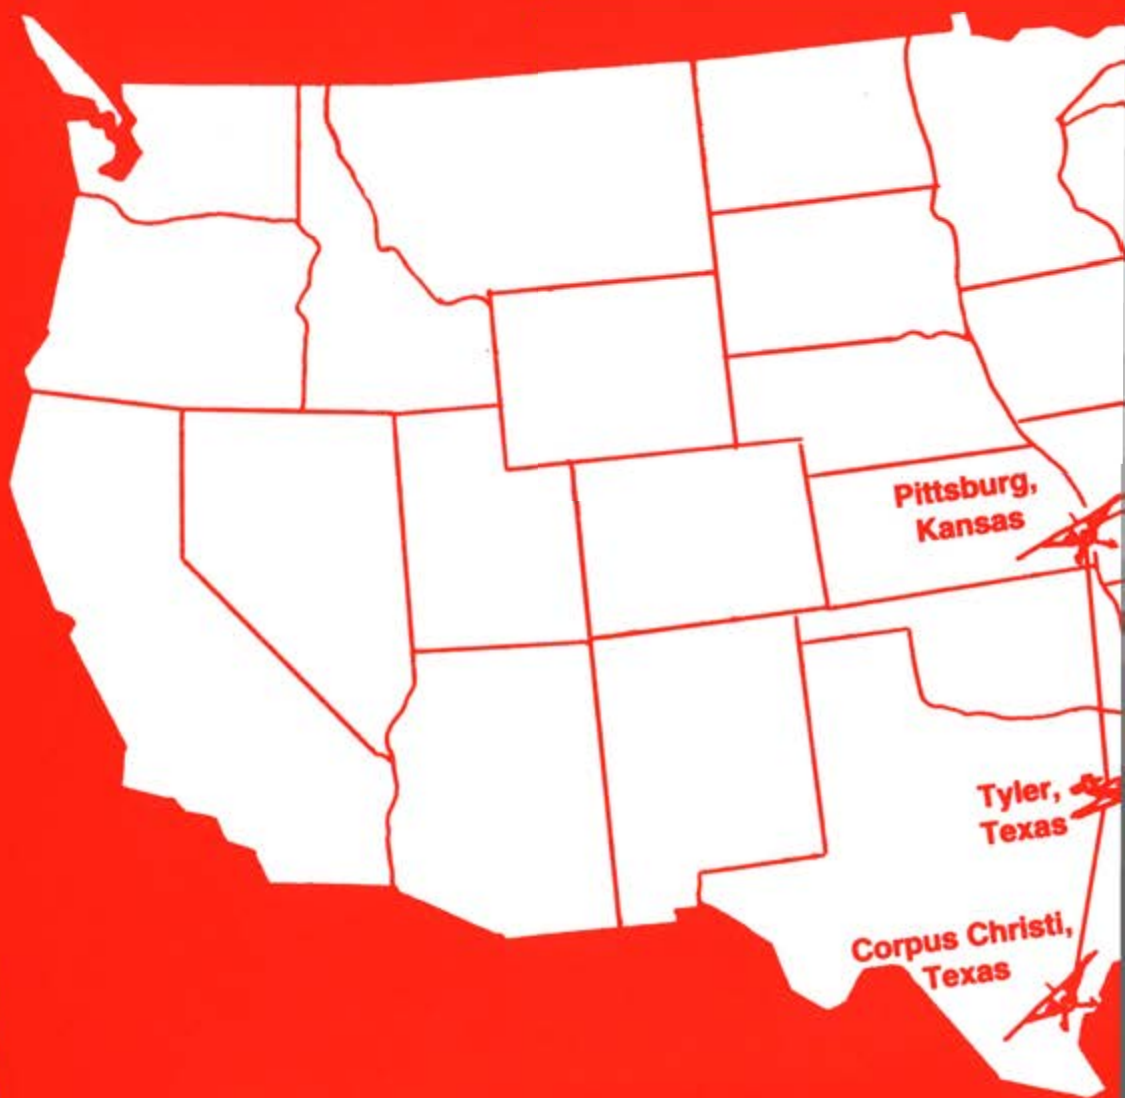 Pittsburg,
Kansas
Tyler,
Texas
Corpus Christi,
Texas